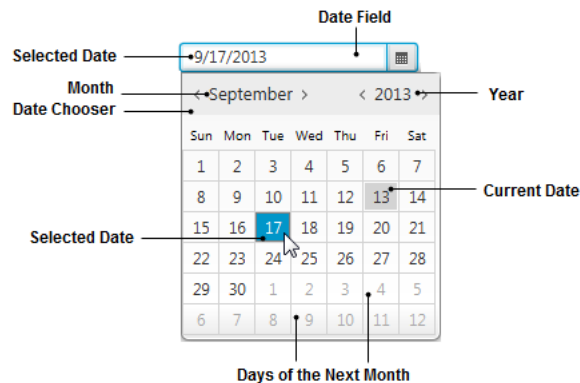 Date Field
Selected Date
9/17/2013
Month
< September >
< 2013 >
Year
Date Chooser
Sun Mon Tue Wed Thu Fri Sat
1 2 3 4 5 6 7
8 9 10 11 12 13 14
Current Date
15 16 17 18 19 20 21
Selected Date
22 23 24 25 26 27 28
29 30 1 2 3 4 5
6 7 8 9 10 11 12
Days of the Next Month